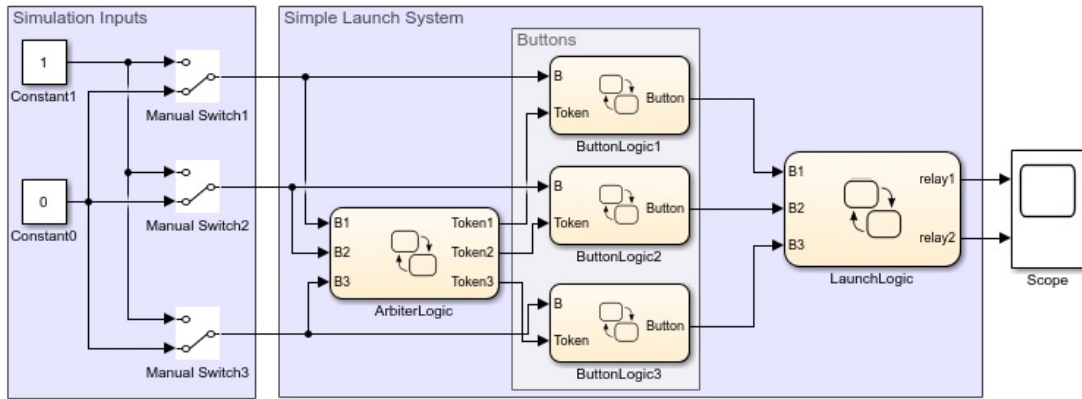 Simulation Inputs
1
Constant1
0
Constant0
Manual Switch1
Manual Switch2
Manual Switch3
Simple Launch System
B1
B2
B3
Token1
Token2
Token3
ArbiterLogic
Buttons
B
Token
Button
ButtonLogic1
B
Token
Button
ButtonLogic2
B
Token
Button
ButtonLogic3
B1
B2
B3
relay1
relay2
LaunchLogic
Scope